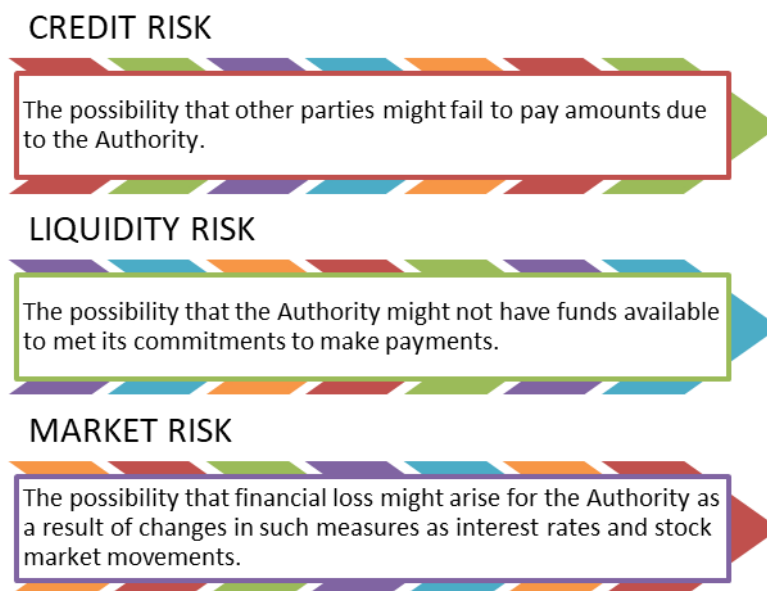 CREDIT RISK
The possibility that other parties might fail to pay amounts due
to the Authority.
LIQUIDITY RISK
The possibility that the Authority might not have funds available
to met its commitments to make payments.
MARKET RISK
The possibility that financial loss might arise for the Authority as
a result of changes in such measures as interest rates and stock
market movements.